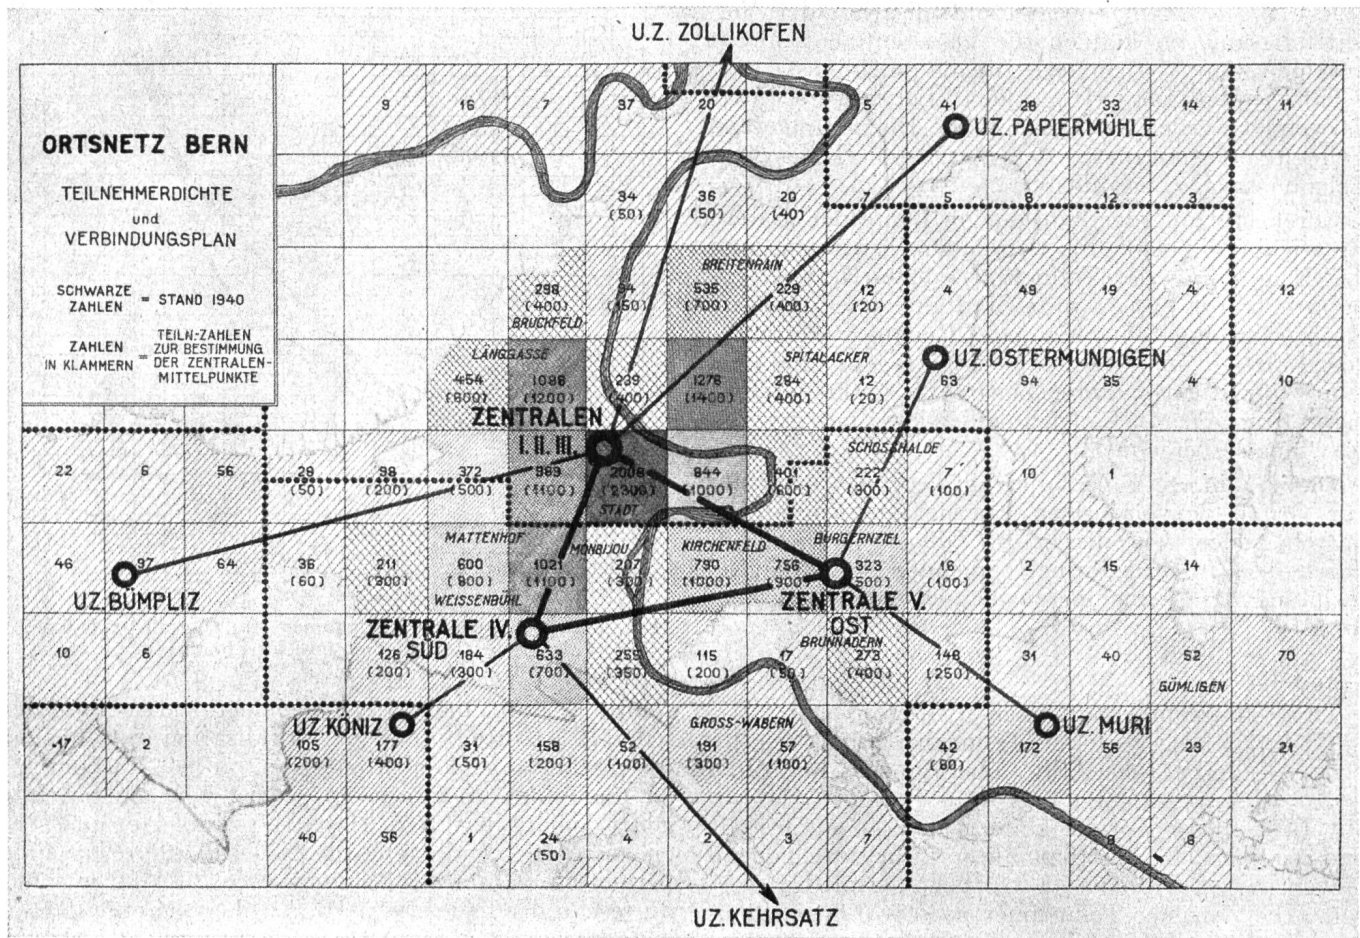 U.Z. ZOLLIKOFEN
ORTSNETZ BERN
TEILNEHMERDICHTE
und
VERBINDUNGSPLAN
SCHWARZE ZAHLEN = STAND 1940
ZAHLEN IN KLAMMERN = TEILN-ZAHLEN ZUR BESTIMMUNG DER ZENTRALEN-MITTELPUNKTE
9 16 7 37 20 5 41 28 33 14 11
UZ. PAPIERMÜHLE
34 36 20 7 5 8 12 3
(50) (50) (40)
BREITENRAIN
298 94 535 229 12 4 49 19 4 12
(400) (150) (700) (400) (20)
BRÜCKFELD
LÄNGGASSE SPITALACKER UZ. OSTERMUNDIGEN
454 1086 239 1276 284 12 63 94 35 4 10
(600) (1200) (400) (1400) (400) (20)
ZENTRALEN
I. II. III.
SCHOSSHALDE
22 6 56 28 98 372 989 2008 844 401 222 7 10 1
(50) (200) (500) (1100) (2300) (1000) (600) (300) (100)
STADT
MATTENHOF MONBIJOU KIRCHENFELD BURGERNZIEL
46 97 64 36 211 600 1021 207 790 756 323 16 2 15 14
(60) (300) (800) (1100) (300) (1000) (900) (500) (100)
UZ. BÜMPLIZ WEISSENBÜHL
ZENTRALE V.
OST
ZENTRALE IV.
SÜD
BRUNNADERN
10 6 126 184 633 255 115 17 273 148 31 40 52 70
(200) (300) (700) (350) (200) (50) (400) (250)
GÜMLIGEN
UZ. KÖNIZ GROSS-WABERN UZ. MURI
17 2 105 177 31 158 52 191 57 42 172 56 23 21
(200) (400) (50) (200) (100) (300) (100) (80)
40 56 1 24 4 2 3 7 9 8
(50)
UZ. KEHRSATZ